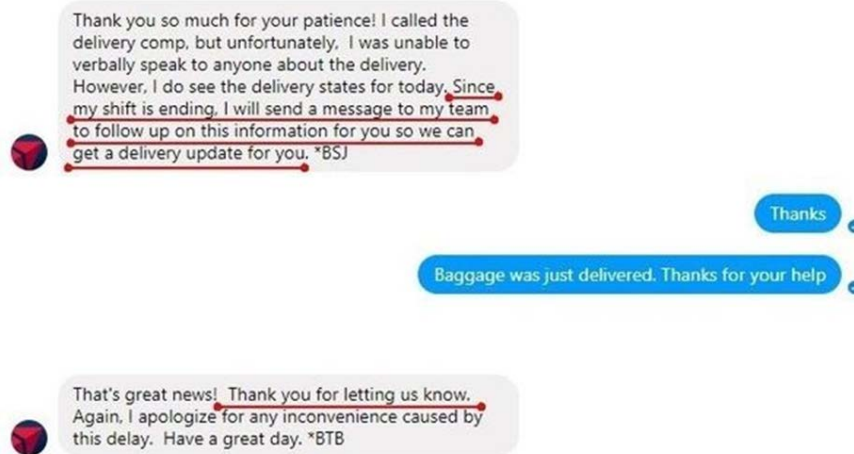 Thank you so much for your patience! I called the
delivery comp, but unfortunately,  I was unable to
verbally speak to anyone about the delivery.
However, I do see the delivery states for today. Since
my shift is ending, I will send a message to my team
to follow up on this information for you so we can
get a delivery update for you. *BSJ
Thanks
Baggage was just delivered. Thanks for your help
That's great news!  Thank you for letting us know.
Again, I apologize for any inconvenience caused by
this delay.  Have a great day. *BTB